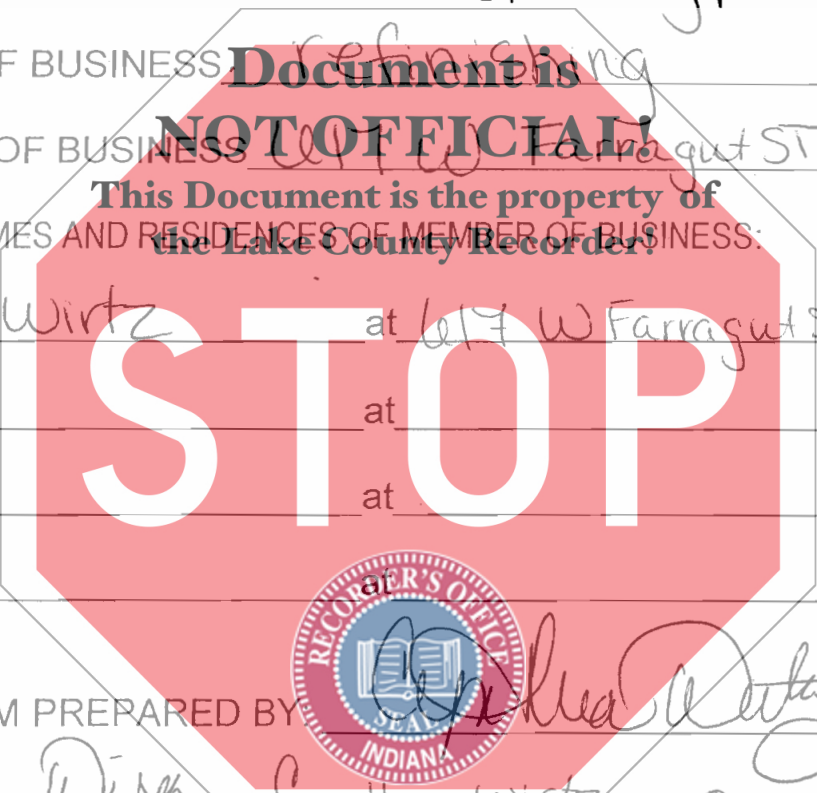 F BUSINESS refinishing
Document is
OF BUSINESS 617 W Farragut ST
NOT OFFICIAL!
This Document is the property of
MES AND RESIDENCES OF MEMBER OF BUSINESS:
the Lake County Recorder!
Wirtz at 617 W Farragut S
STOP
at
at
at
RECORDER'S OFFICE
SEAL
INDIANA
M PREPARED BY